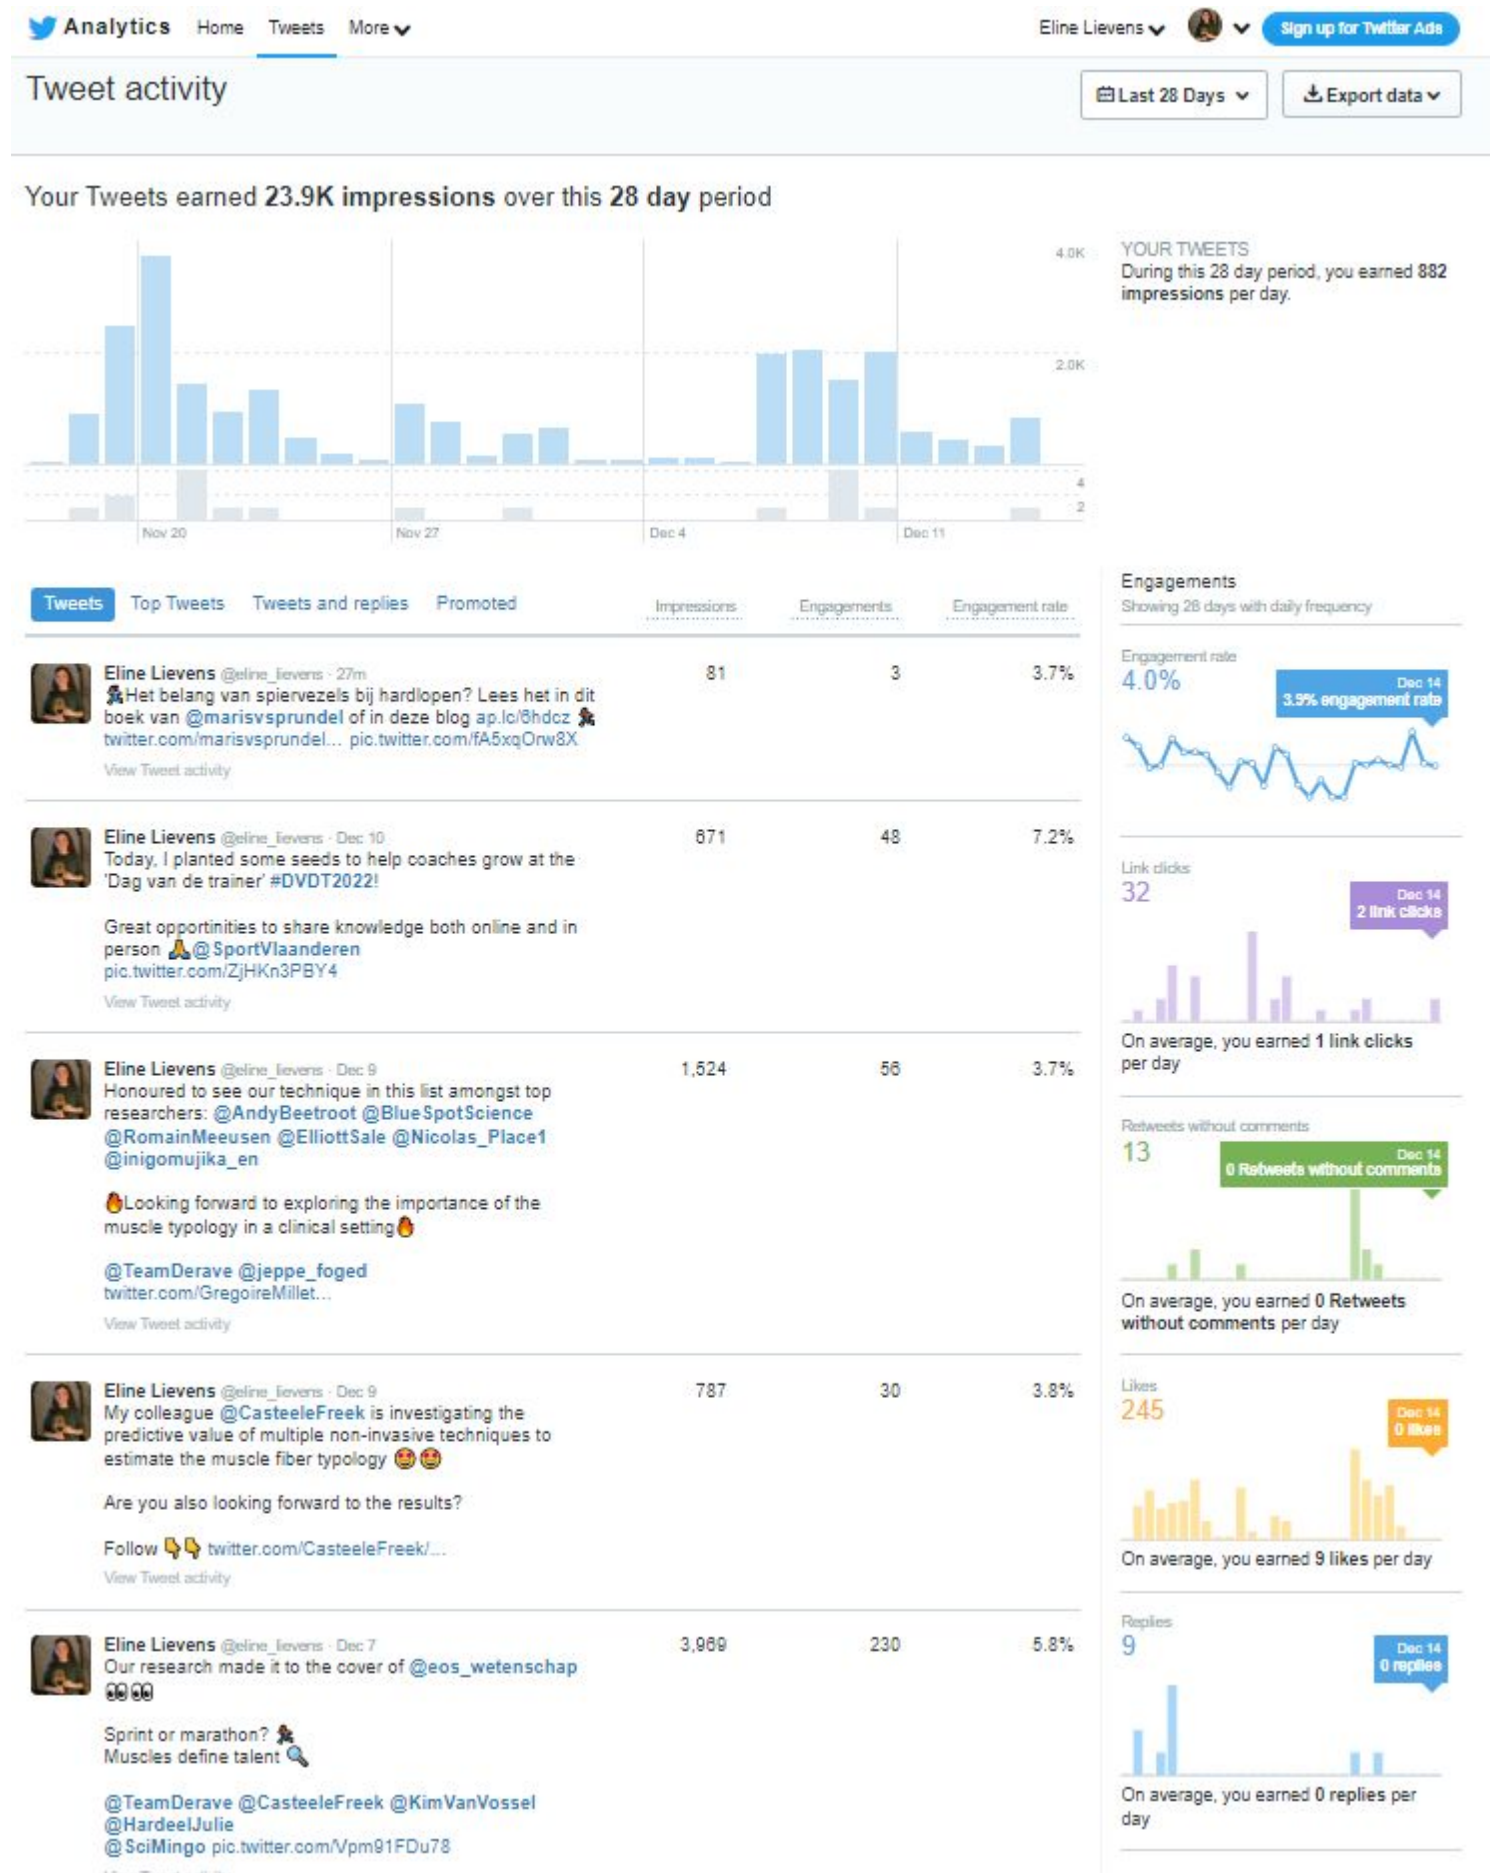 Analytics Home Tweets More
Eline Lievens Sign up for Twitter Ads
Tweet activity
Last 28 Days Export data
Your Tweets earned 23.9K impressions over this 28 day period
4.0K
2.0K
4
2
Nov 20 Nov 27 Dec 4 Dec 11
YOUR TWEETS
During this 28 day period, you earned 882
impressions per day.
Tweets Top Tweets Tweets and replies Promoted Impressions Engagements Engagement rate
Eline Lievens @eline_lievens · 27m 81 3 3.7%
🏃Het belang van spiervezels bij hardlopen? Lees het in dit
boek van @marisvsprundel of in deze blog ap.lc/6hdcz 🏃
twitter.com/marisvsprundel... pic.twitter.com/fA5xqOrw8X
View Tweet activity
Eline Lievens @eline_lievens · Dec 10 671 48 7.2%
Today, I planted some seeds to help coaches grow at the
'Dag van de trainer' #DVDT2022!
Great opportinities to share knowledge both online and in
person 🙏@SportVlaanderen
pic.twitter.com/ZjHKn3PBY4
View Tweet activity
Eline Lievens @eline_lievens · Dec 9 1,524 56 3.7%
Honoured to see our technique in this list amongst top
researchers: @AndyBeetroot @BlueSpotScience
@RomainMeeusen @ElliottSale @Nicolas_Place1
@inigomujika_en
🔥Looking forward to exploring the importance of the
muscle typology in a clinical setting🔥
@TeamDerave @jeppe_foged
twitter.com/GregoireMillet...
View Tweet activity
Eline Lievens @eline_lievens · Dec 9 787 30 3.8%
My colleague @CasteeleFreek is investigating the
predictive value of multiple non-invasive techniques to
estimate the muscle fiber typology 🤩🤩
Are you also looking forward to the results?
Follow 👇👇 twitter.com/CasteeleFreek/...
View Tweet activity
Eline Lievens @eline_lievens · Dec 7 3,969 230 5.8%
Our research made it to the cover of @eos_wetenschap
👀👀
Sprint or marathon? 🏃
Muscles define talent 🔍
@TeamDerave @CasteeleFreek @KimVanVossel
@HardeelJulie
@SciMingo pic.twitter.com/Vpm91FDu78
Engagements
Showing 28 days with daily frequency
Engagement rate
4.0%
Dec 14
3.9% engagement rate
Link clicks
32
Dec 14
2 link clicks
On average, you earned 1 link clicks
per day
Retweets without comments
13
Dec 14
0 Retweets without comments
On average, you earned 0 Retweets
without comments per day
Likes
245
Dec 14
0 likes
On average, you earned 9 likes per day
Replies
9
Dec 14
0 replies
On average, you earned 0 replies per
day